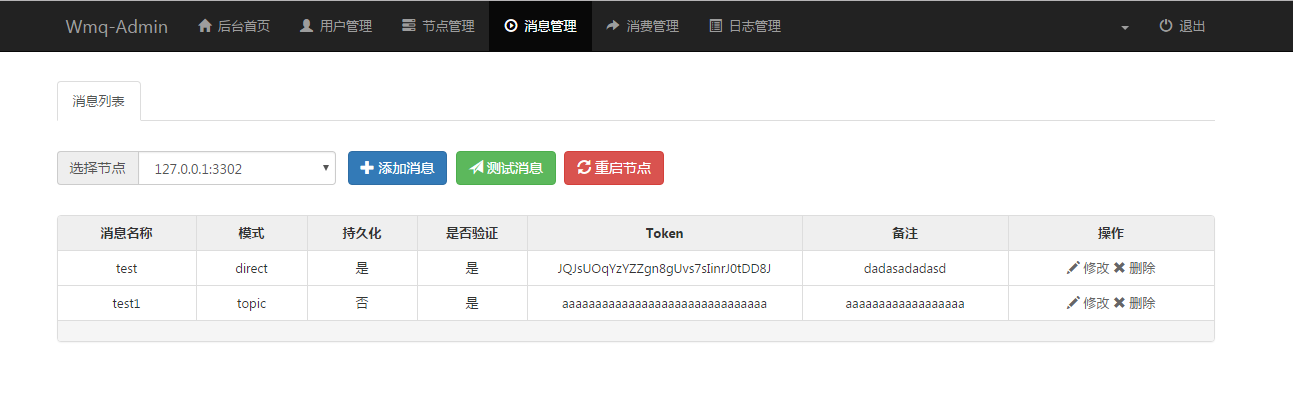 Wmq-Admin 后台首页 用户管理 节点管理 消息管理 消费管理 日志管理 退出
消息列表
选择节点 127.0.0.1:3302 添加消息 测试消息 重启节点
消息名称 模式 持久化 是否验证 Token 备注 操作
test direct 是 是 JQJsUOqYzYZZgn8gUvs7sIinrJ0tDD8J dadasadadasd 修改 删除
test1 topic 否 是 aaaaaaaaaaaaaaaaaaaaaaaaaaaaaaa aaaaaaaaaaaaaaaaaa 修改 删除